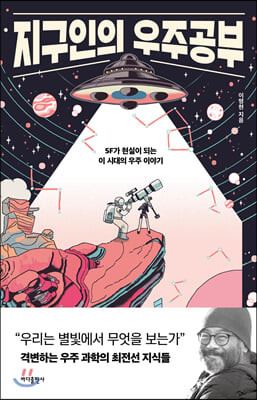 지구인의 우주공부
이명현 지음
SF가 현실이 되는
이 시대의 우주 이야기
“우리는 별빛에서 무엇을 보는가”
격변하는 우주 과학의 최전선 지식들
바다출판사